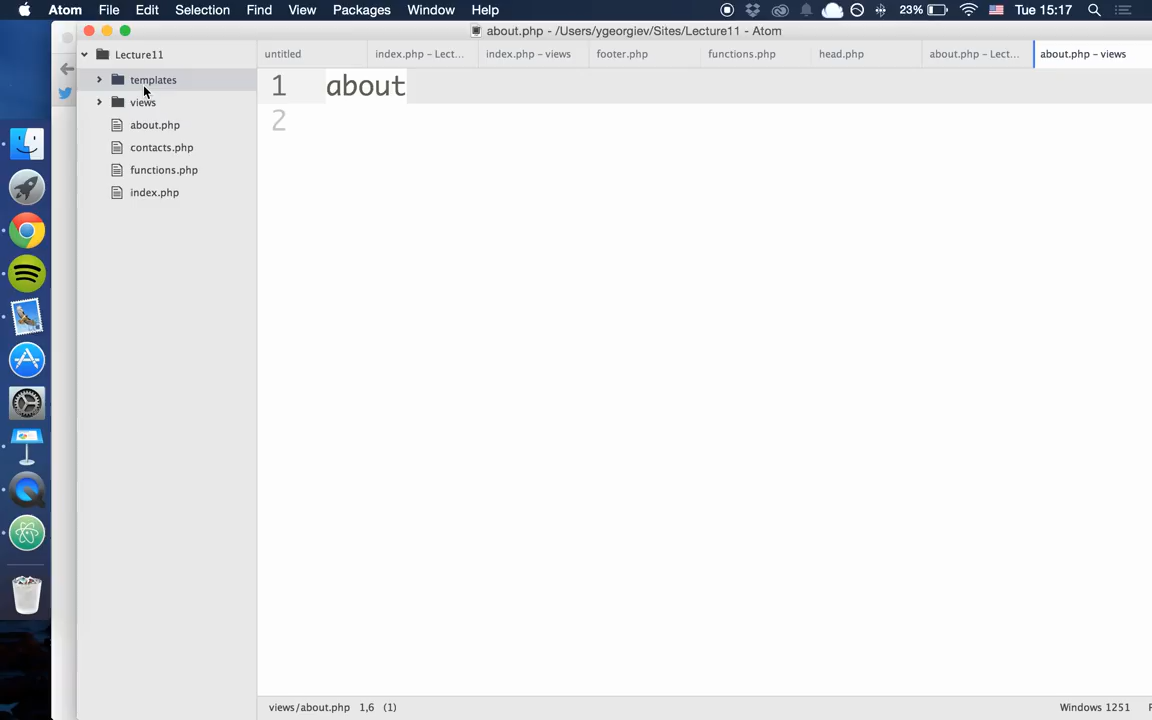 Atom File Edit Selection Find View Packages Window Help 23% Tue 15:17
about.php - /Users/ygeorgiev/Sites/Lecture11 - Atom
Lecture11
templates
views
about.php
contacts.php
functions.php
index.php
untitled index.php – Lect... index.php – views footer.php functions.php head.php about.php – Lect... about.php – views
1 about
2
views/about.php 1,6 (1) Windows 1251